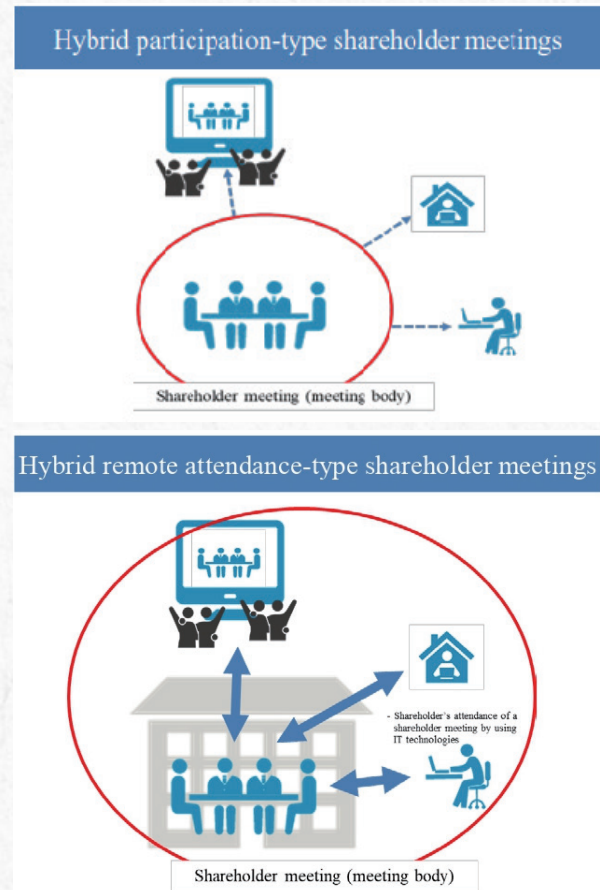 Hybrid participation-type shareholder meetings
Shareholder meeting (meeting body)
Hybrid remote attendance-type shareholder meetings
- Shareholder's attendance of a
shareholder meeting by using
IT technologies
Shareholder meeting (meeting body)